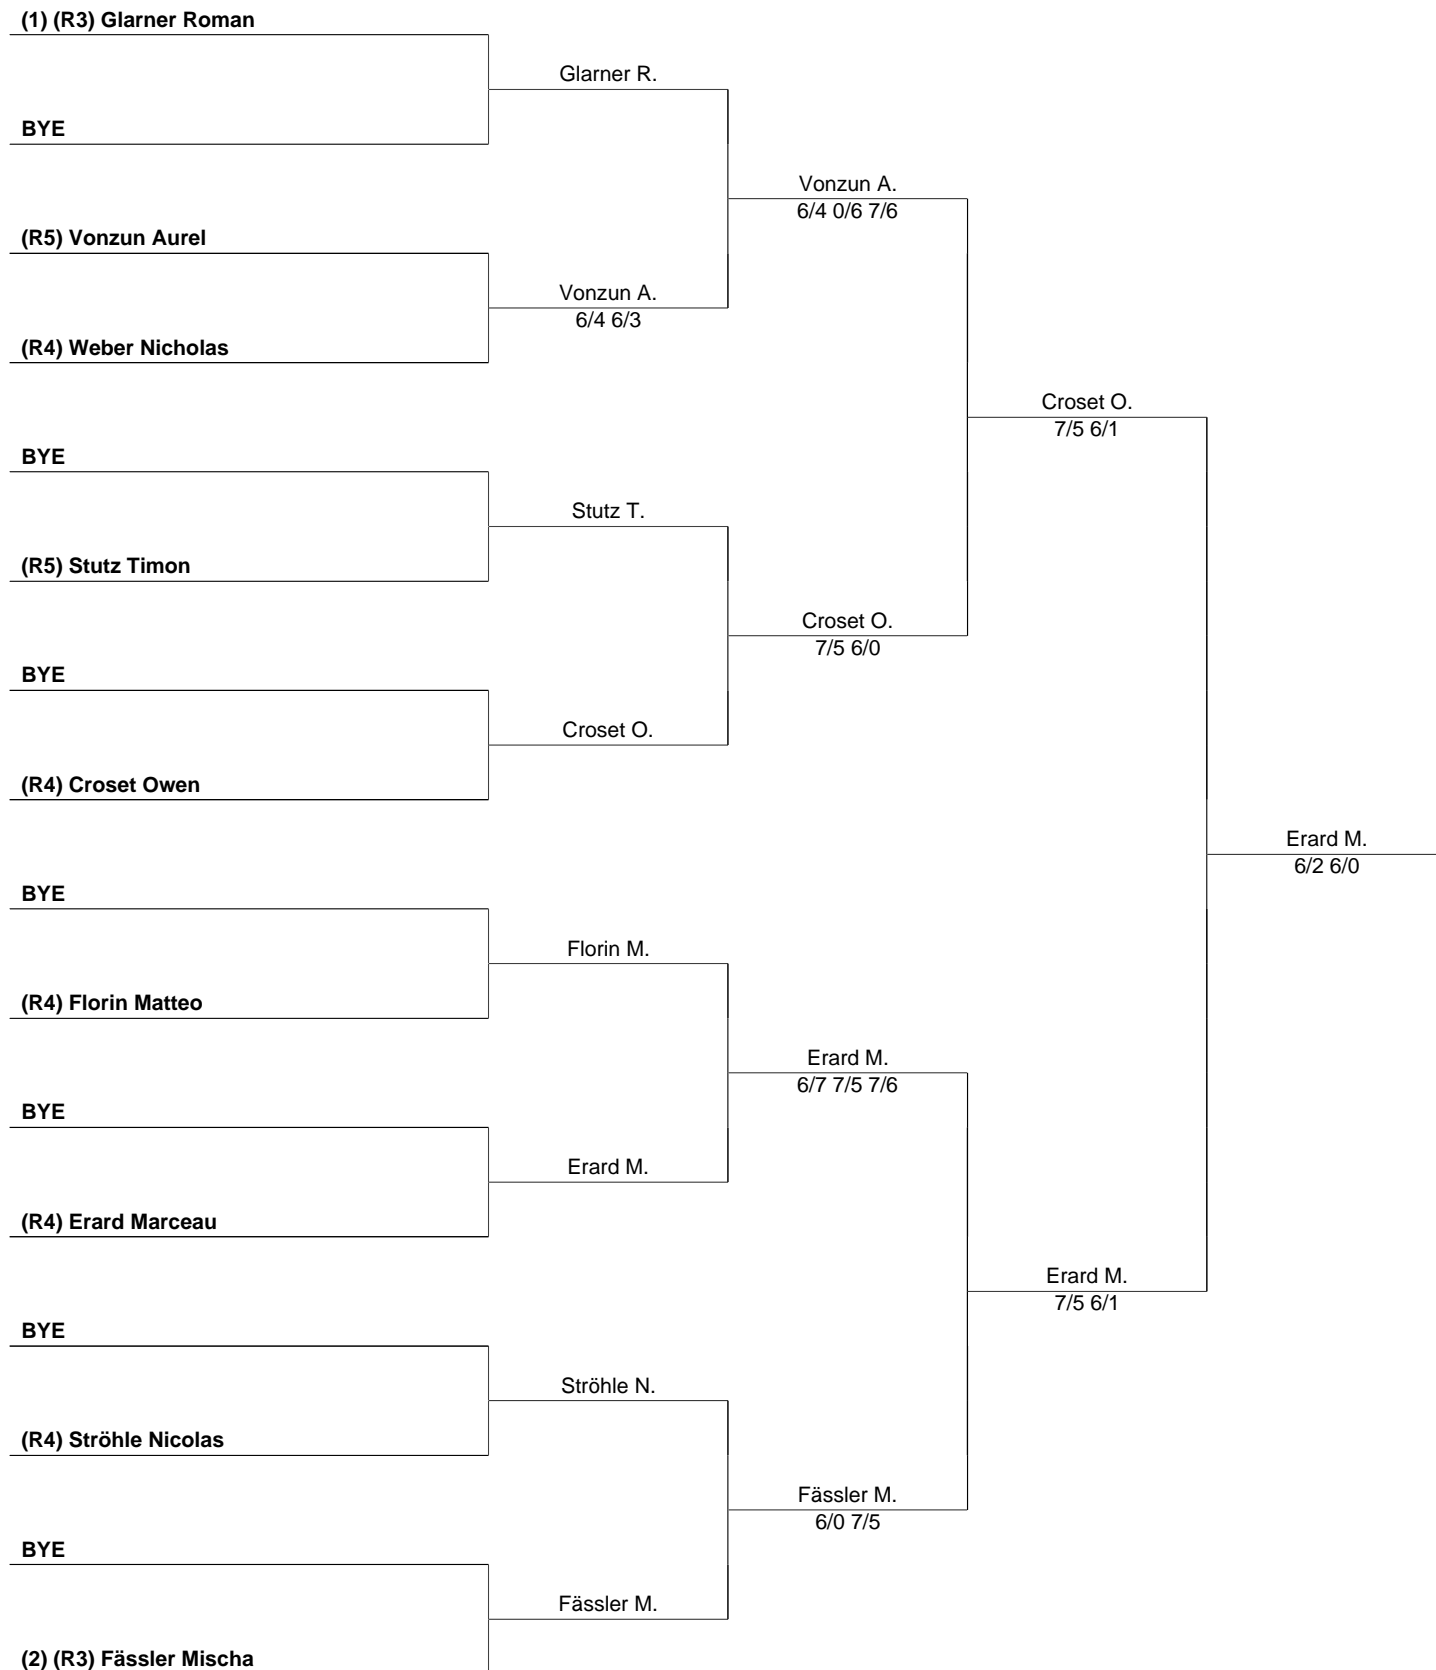 (1) (R3) Glarner Roman
Glarner R.
BYE
Vonzun A.
6/4 0/6 7/6
(R5) Vonzun Aurel
Vonzun A.
6/4 6/3
(R4) Weber Nicholas
Croset O.
7/5 6/1
BYE
Stutz T.
(R5) Stutz Timon
Croset O.
7/5 6/0
BYE
Croset O.
(R4) Croset Owen
Erard M.
6/2 6/0
BYE
Florin M.
(R4) Florin Matteo
Erard M.
6/7 7/5 7/6
BYE
Erard M.
(R4) Erard Marceau
Erard M.
7/5 6/1
BYE
Ströhle N.
(R4) Ströhle Nicolas
Fässler M.
6/0 7/5
BYE
Fässler M.
(2) (R3) Fässler Mischa